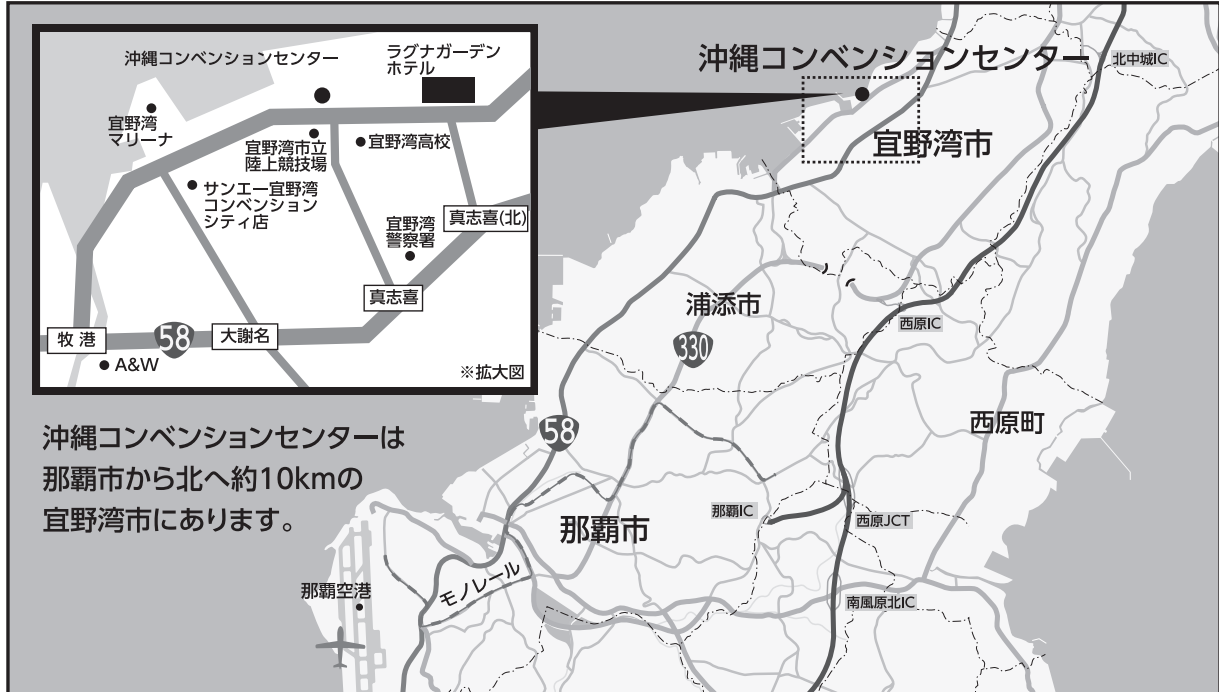 沖縄コンベンションセンター
ラグナガーデン
ホテル
宜野湾
マリーナ
宜野湾市立
陸上競技場
宜野湾高校
サンエー宜野湾
コンベンション
シティ店
宜野湾
警察署
真志喜(北)
真志喜
牧港
58
大謝名
A&W
※拡大図
沖縄コンベンションセンター
北中城IC
宜野湾市
浦添市
330
西原IC
58
西原町
沖縄コンベンションセンターは
那覇市から北へ約10kmの
宜野湾市にあります。
那覇IC
西原JCT
那覇市
モノレール
那覇空港
南風原北IC